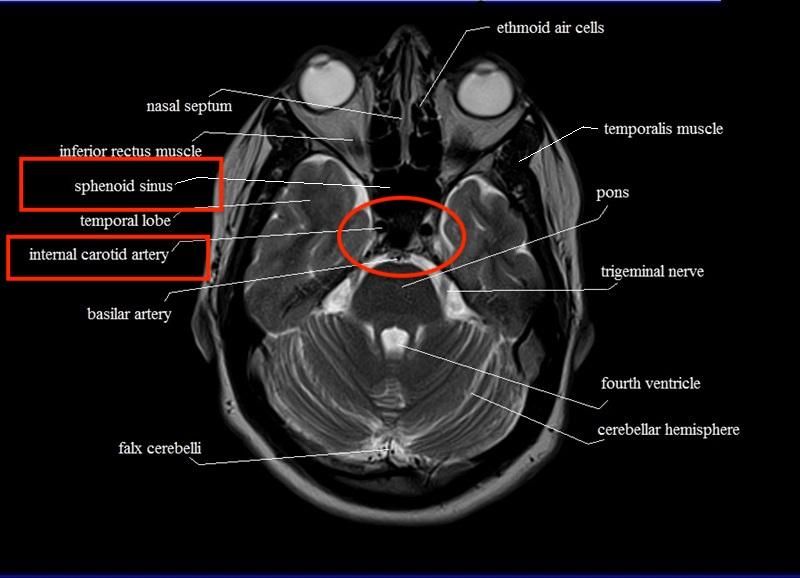 ethmoid air cells
nasal septum
temporalis muscle
inferior rectus muscle
sphenoid sinus
pons
temporal lobe
internal carotid artery
trigeminal nerve
basilar artery
fourth ventricle
cerebellar hemisphere
falx cerebelli